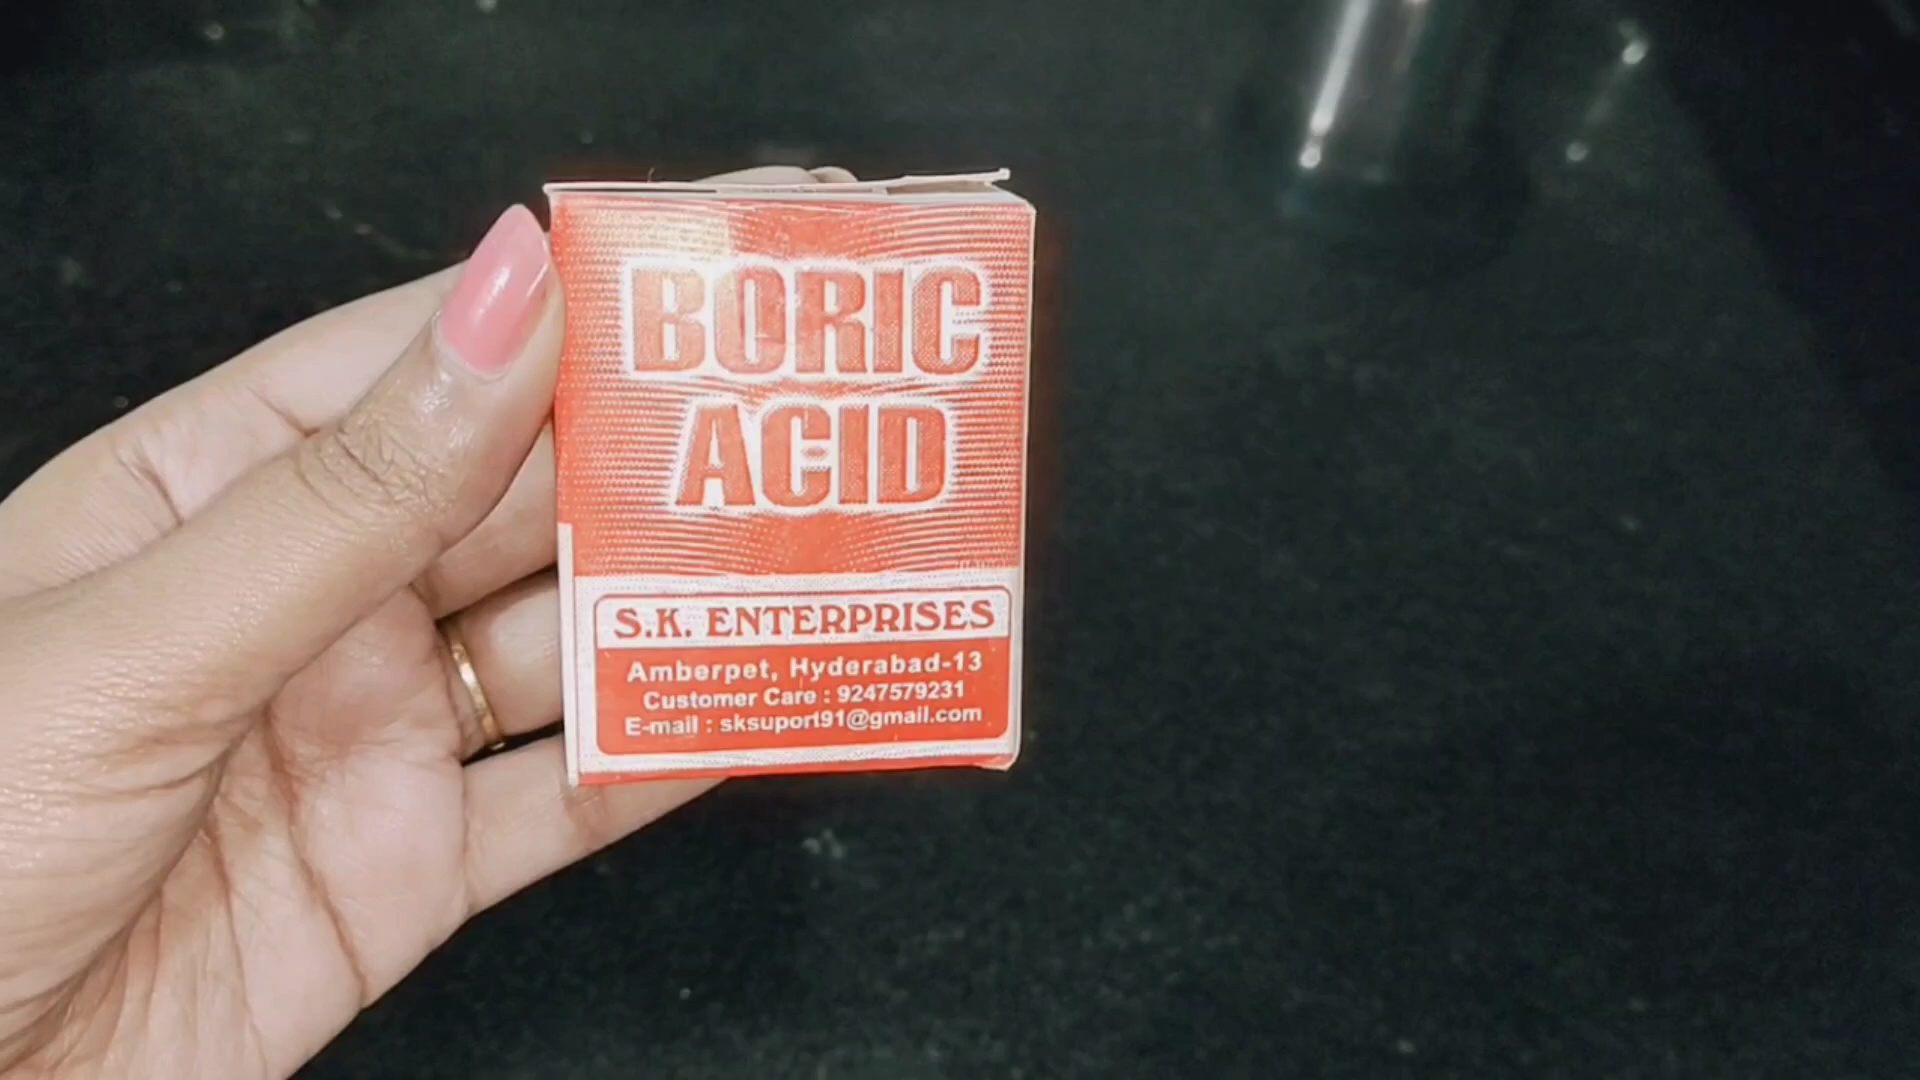 BORIC
ACID
S.K. ENTERPRISES
Amberpet, Hyderabad-13
Customer Care : 9247579231
E-mail : sksuport91@gmail.com